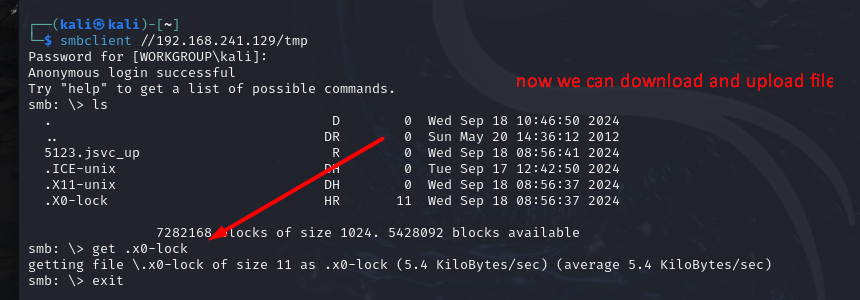 ┌──(kali㉿kali)-[~]
└─$ smbclient //192.168.241.129/tmp
Password for [WORKGROUP\kali]:
Anonymous login successful
Try "help" to get a list of possible commands.
now we can download and upload file
smb: \> ls
. D 0 Wed Sep 18 10:46:50 2024
.. DR 0 Sun May 20 14:36:12 2012
5123.jsvc_up R 0 Wed Sep 18 08:56:41 2024
.ICE-unix DH 0 Tue Sep 17 12:42:50 2024
.X11-unix DH 0 Wed Sep 18 08:56:37 2024
.X0-lock HR 11 Wed Sep 18 08:56:37 2024
7282168 blocks of size 1024. 5428092 blocks available
smb: \> get .x0-lock
getting file \.x0-lock of size 11 as .x0-lock (5.4 KiloBytes/sec) (average 5.4 KiloBytes/sec)
smb: \> exit